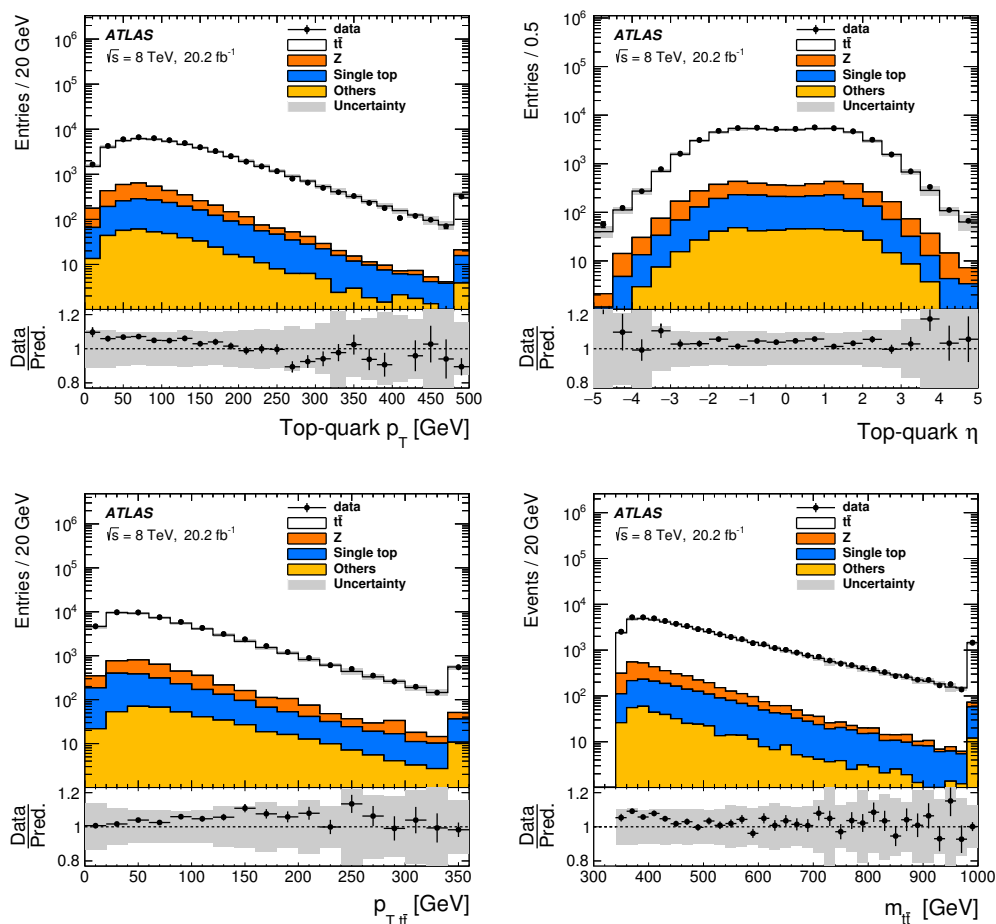 Entries / 20 GeV
10⁶
10⁵
10⁴
10³
10²
10
ATLAS
√s = 8 TeV, 20.2 fb⁻¹
data
tt̄
Z
Single top
Others
Uncertainty
Data
Pred.
1.2
1
0.8
0 50 100 150 200 250 300 350 400 450 500
Top-quark p_T [GeV]
Entries / 0.5
10⁶
10⁵
10⁴
10³
10²
10
ATLAS
√s = 8 TeV, 20.2 fb⁻¹
data
tt̄
Z
Single top
Others
Uncertainty
Data
Pred.
1.2
1
0.8
−5 −4 −3 −2 −1 0 1 2 3 4 5
Top-quark η
Entries / 20 GeV
10⁶
10⁵
10⁴
10³
10²
10
ATLAS
√s = 8 TeV, 20.2 fb⁻¹
data
tt̄
Z
Single top
Others
Uncertainty
Data
Pred.
1.2
1
0.8
0 50 100 150 200 250 300 350
p_T,tt̄ [GeV]
Events / 20 GeV
10⁶
10⁵
10⁴
10³
10²
10
ATLAS
√s = 8 TeV, 20.2 fb⁻¹
data
tt̄
Z
Single top
Others
Uncertainty
Data
Pred.
1.2
1
0.8
300 400 500 600 700 800 900 1000
m_tt̄ [GeV]